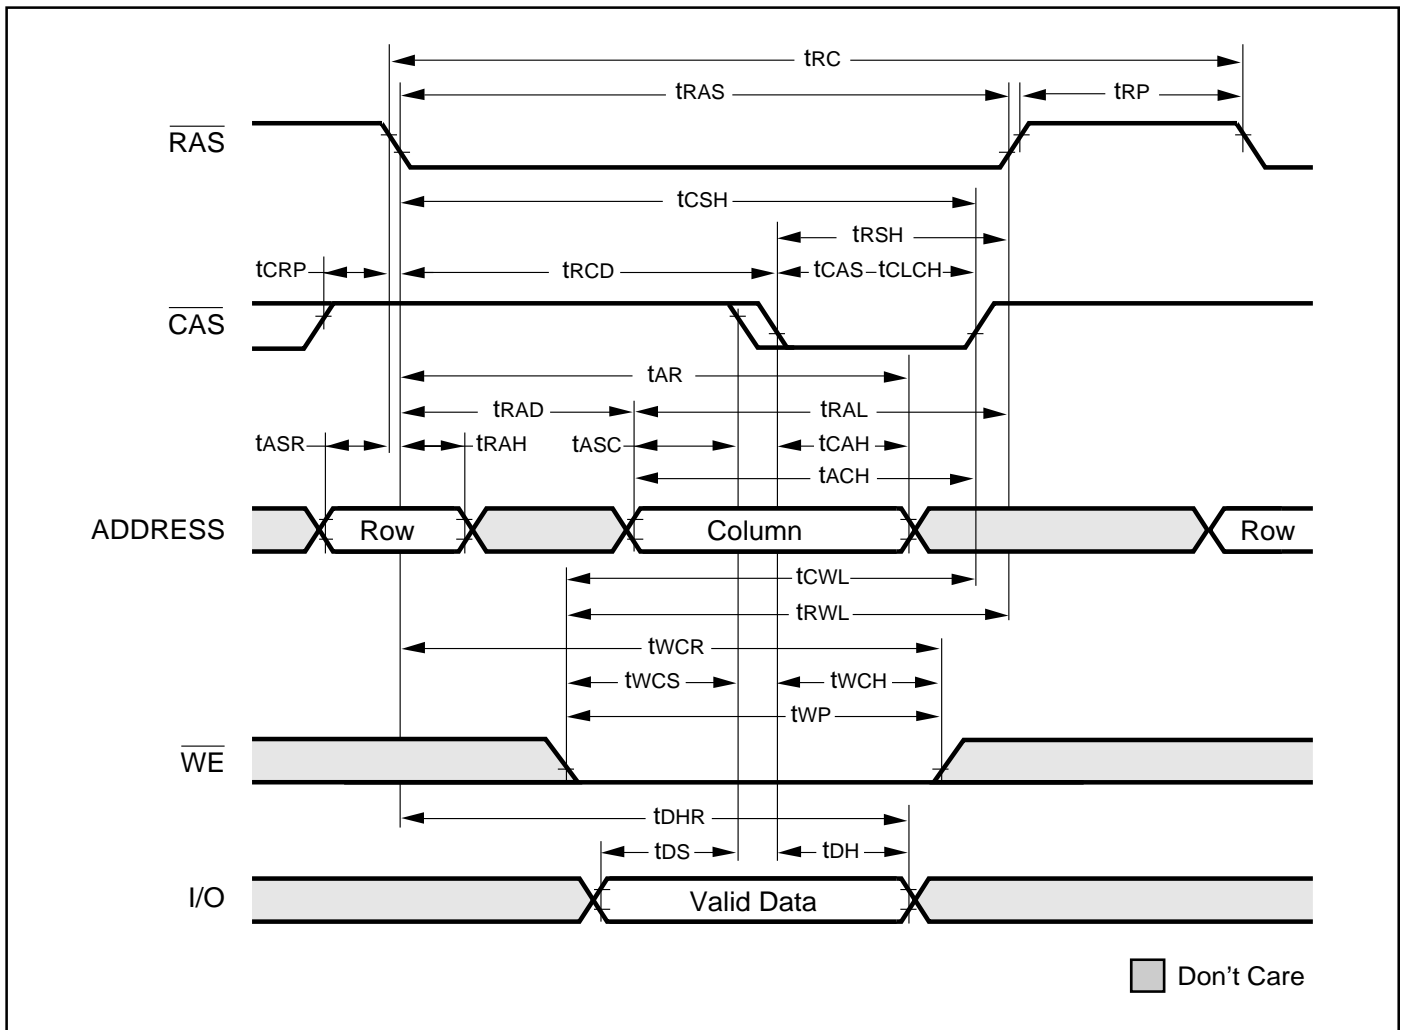 tRC
tRAS
tRP
RAS
tCSH
tRSH
tCRP
tRCD
tCAS
tCLCH
CAS
tAR
tRAD
tRAL
tASR
tRAH
tASC
tCAH
tACH
ADDRESS
Row
Column
Row
tCWL
tRWL
tWCR
tWCS
tWCH
tWP
WE
tDHR
tDS
tDH
I/O
Valid Data
Don't Care